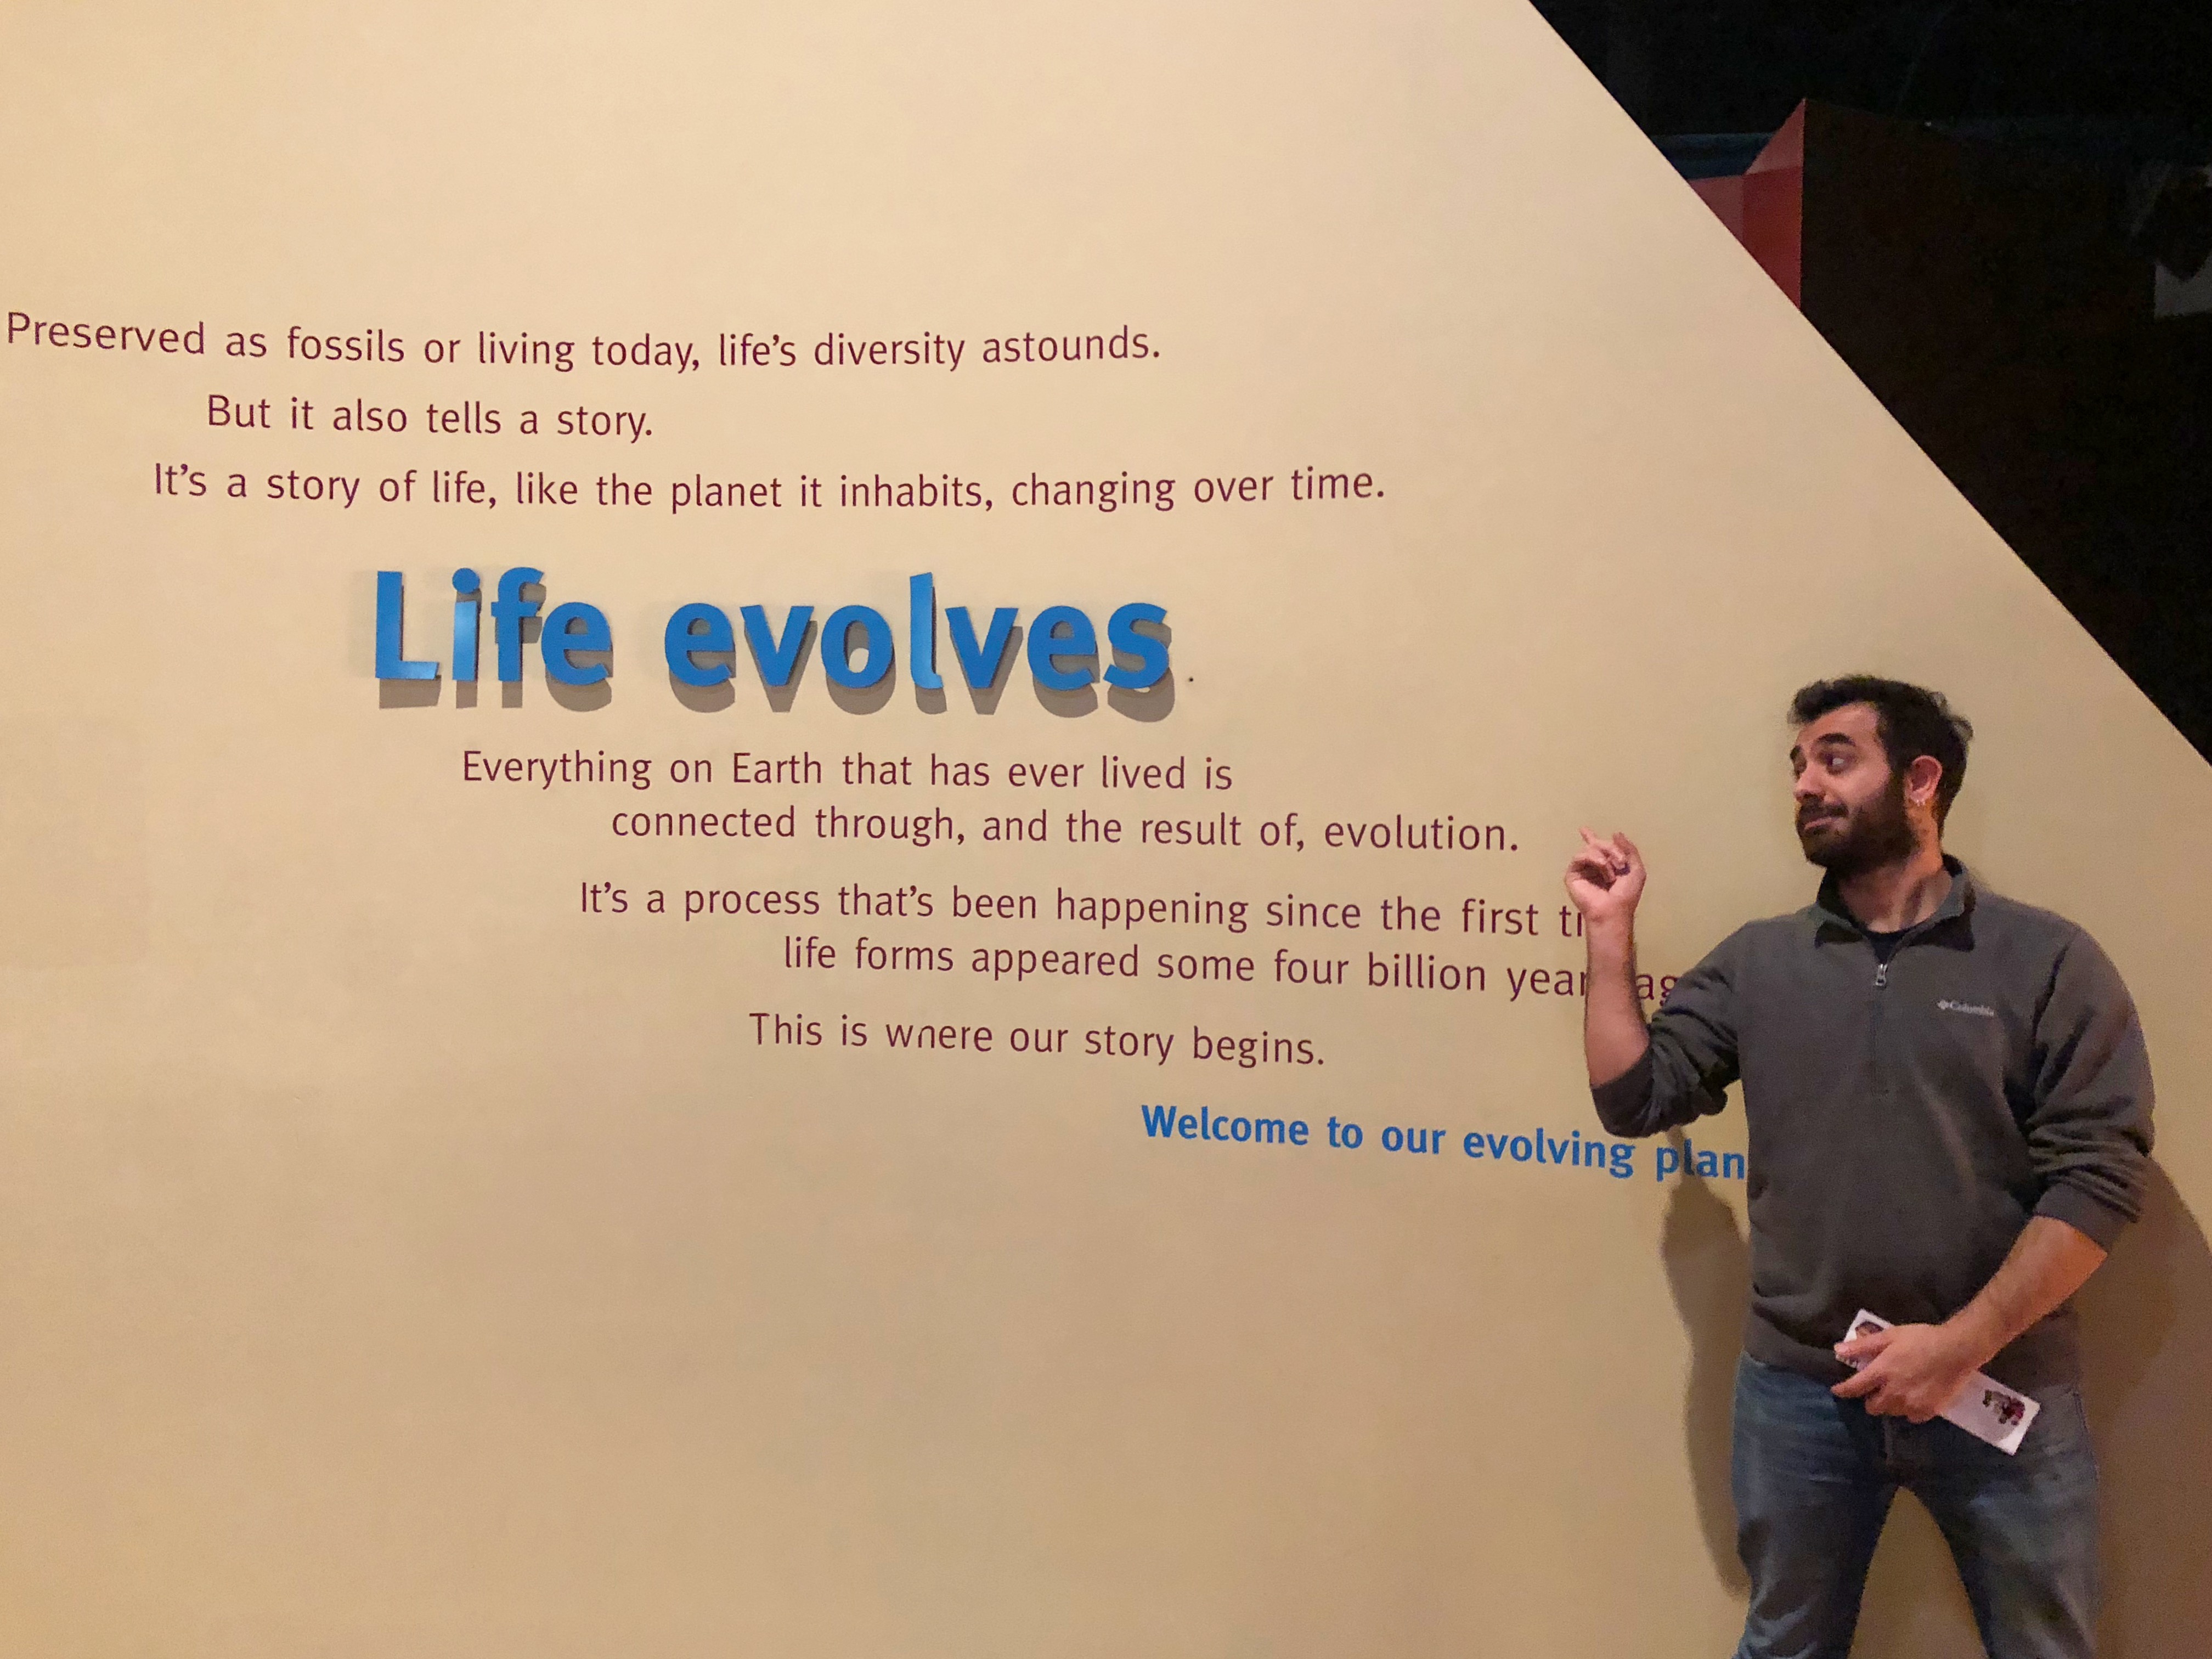 Preserved as fossils or living today, life's diversity astounds.
But it also tells a story.
It's a story of life, like the planet it inhabits, changing over time.
Life evolves.
Everything on Earth that has ever lived is
connected through, and the result of, evolution.
It's a process that's been happening since the first
life forms appeared some four billion
This is where our story begins.
Welcome to our evolving
Columbia